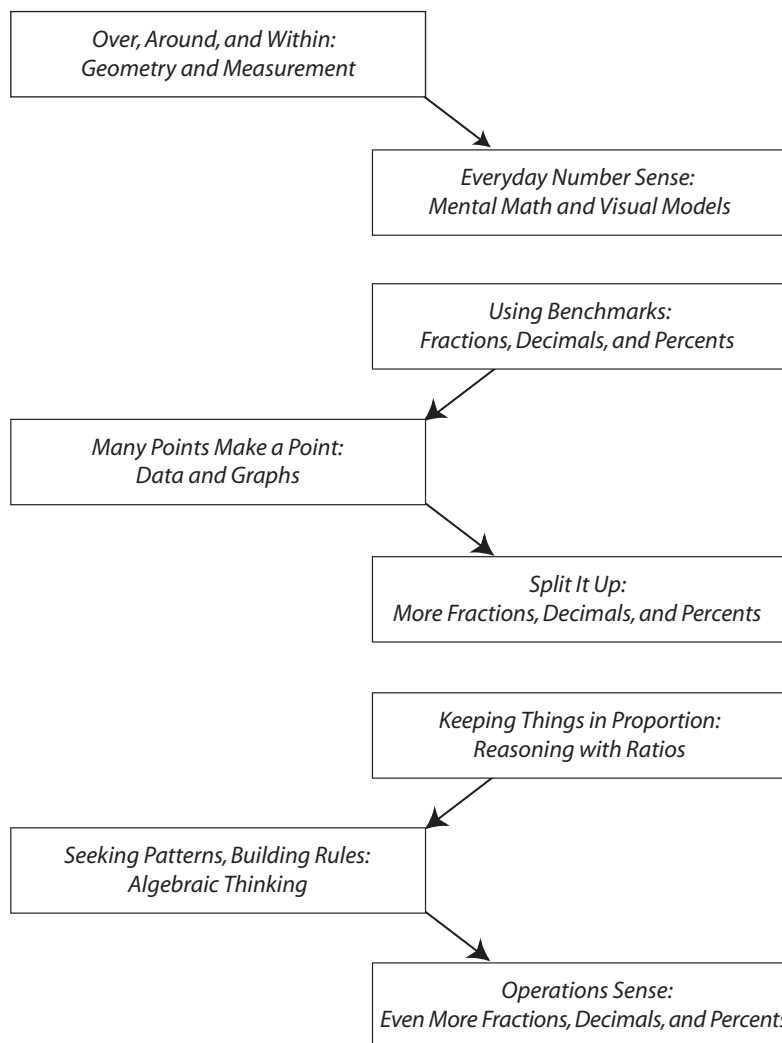 Over, Around, and Within:
Geometry and Measurement
Everyday Number Sense:
Mental Math and Visual Models
Using Benchmarks:
Fractions, Decimals, and Percents
Many Points Make a Point:
Data and Graphs
Split It Up:
More Fractions, Decimals, and Percents
Keeping Things in Proportion:
Reasoning with Ratios
Seeking Patterns, Building Rules:
Algebraic Thinking
Operations Sense:
Even More Fractions, Decimals, and Percents